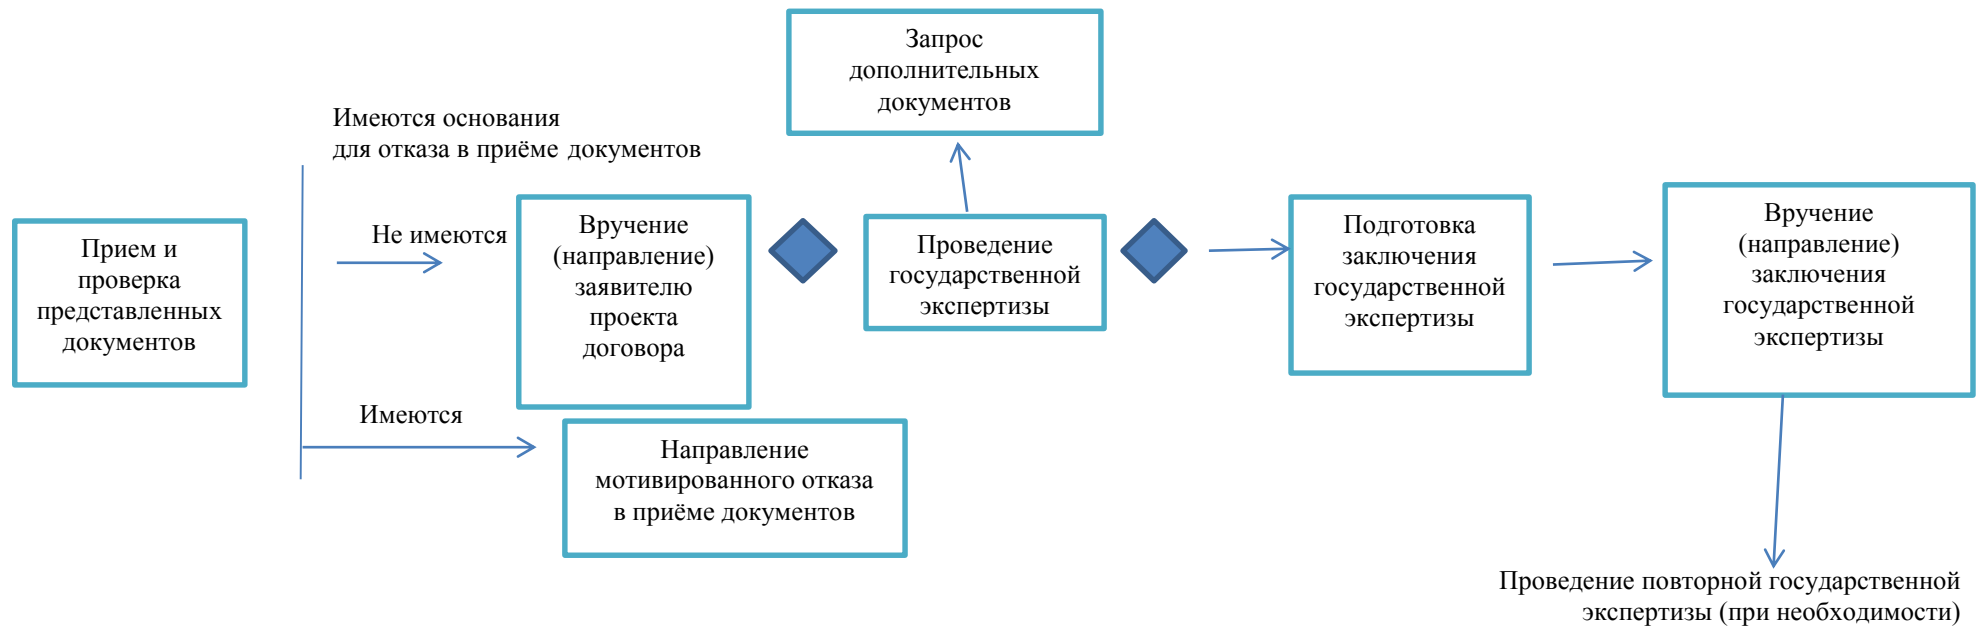 Запрос
дополнительных
документов
Имеются основания
для отказа в приёме документов
Прием и
проверка
представленных
документов
Не имеются
Вручение
(направление)
заявителю
проекта
договора
Проведение
государственной
экспертизы
Подготовка
заключения
государственной
экспертизы
Вручение
(направление)
заключения
государственной
экспертизы
Имеются
Направление
мотивированного отказа
в приёме документов
Проведение повторной государственной
экспертизы (при необходимости)